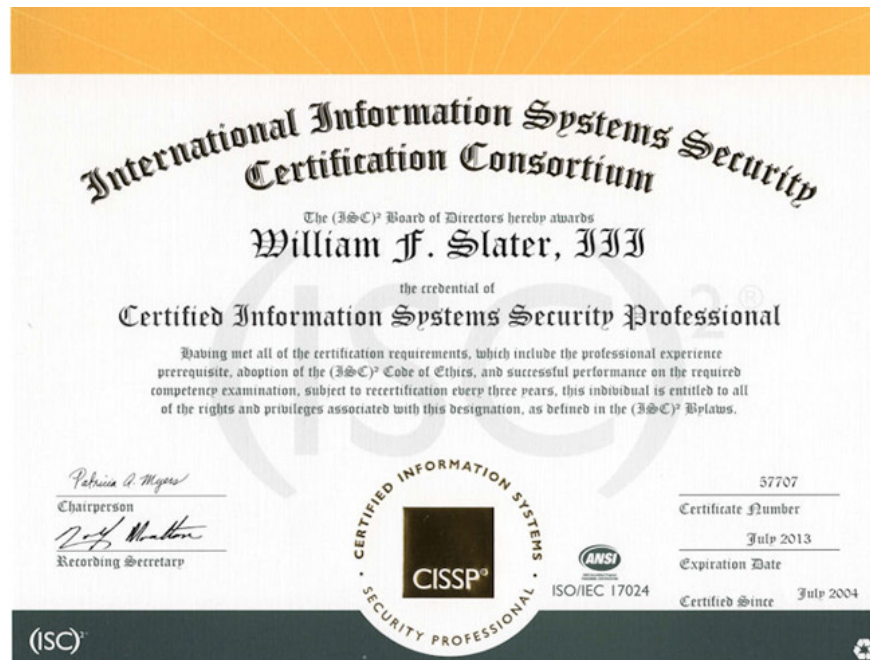 International Information Systems Security
Certification Consortium
The (ISC)² Board of Directors hereby awards
William F. Slater, III
the credential of
Certified Information Systems Security Professional
Having met all of the certification requirements, which include the professional experience
prerequisite, adoption of the (ISC)² Code of Ethics, and successful performance on the required
competency examination, subject to recertification every three years, this individual is entitled to all
of the rights and privileges associated with this designation, as defined in the (ISC)² Bylaws.
(ISC)²®
Patricia A. Myers
Chairperson
Recording Secretary
CERTIFIED INFORMATION SYSTEMS
SECURITY PROFESSIONAL
CISSP®
ANSI
ISO/IEC 17024
57707
Certificate Number
July 2013
Expiration Date
Certified Since July 2004
(ISC)²